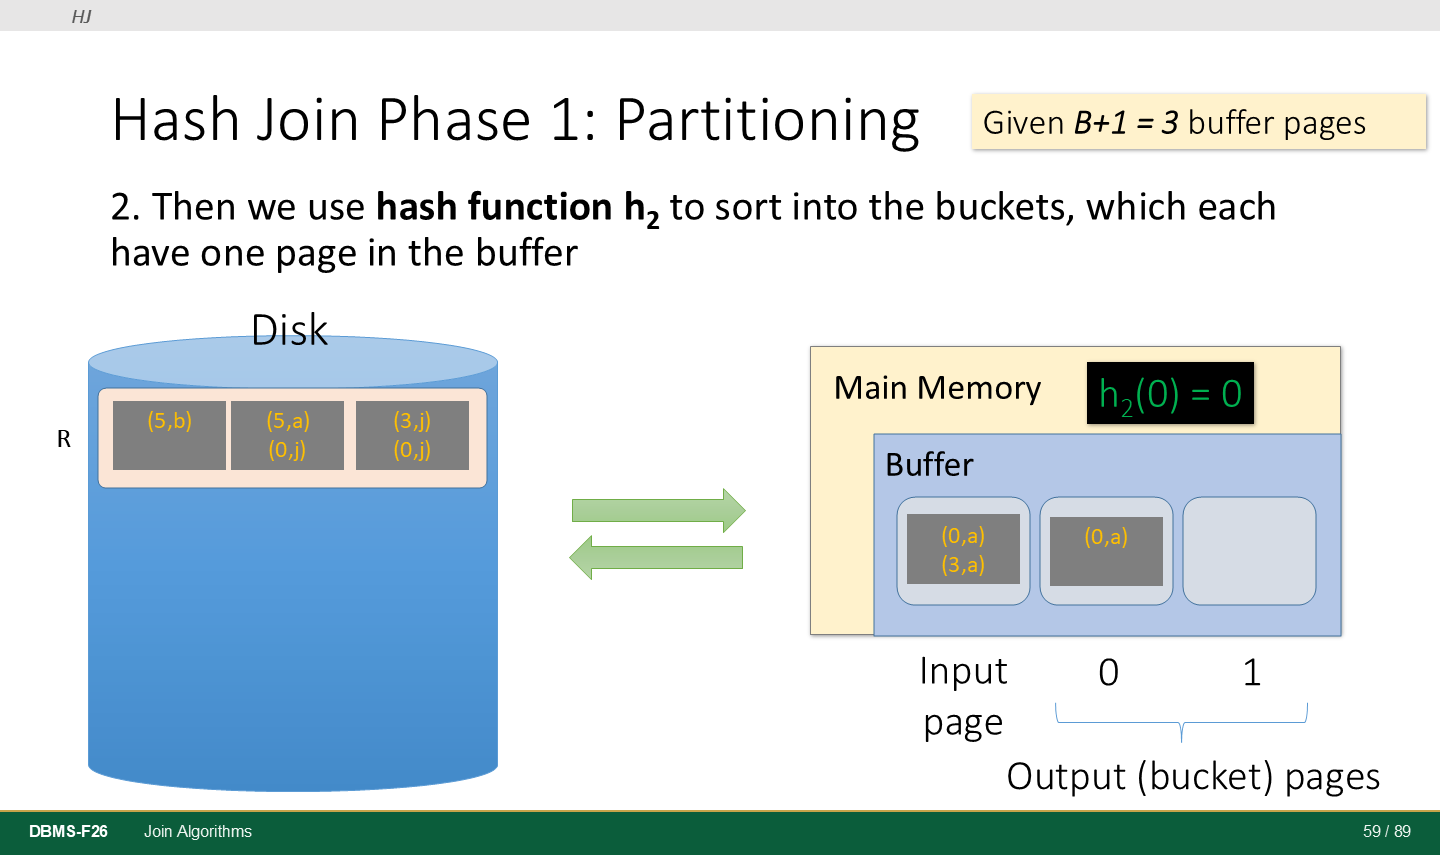 HJ
Hash Join Phase 1: Partitioning
Given B+1 = 3 buffer pages
2. Then we use hash function h2 to sort into the buckets, which each
have one page in the buffer
Disk
R
(5,b)
(5,a)
(0,j)
(3,j)
(0,j)
Main Memory
h2(0) = 0
Buffer
(0,a)
(3,a)
(0,a)
Input
page
0
1
Output (bucket) pages
DBMS-F26
Join Algorithms
59 / 89